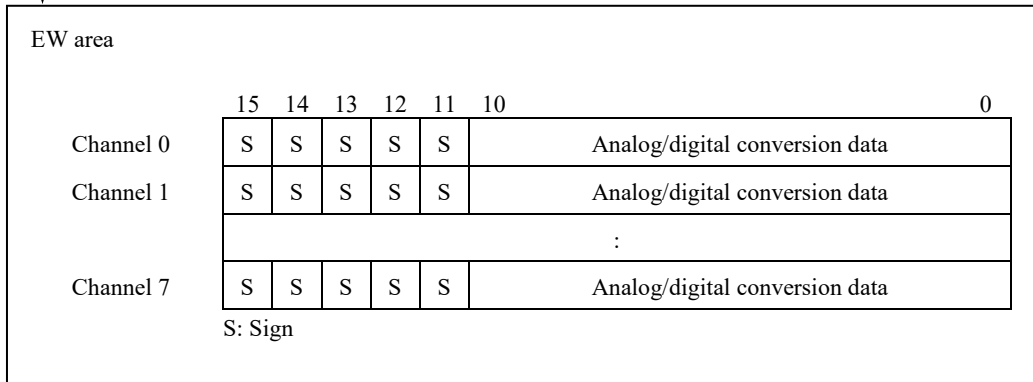 EW area
15 14 13 12 11 10 0
Channel 0 S S S S S Analog/digital conversion data
Channel 1 S S S S S Analog/digital conversion data
:
Channel 7 S S S S S Analog/digital conversion data
S: Sign